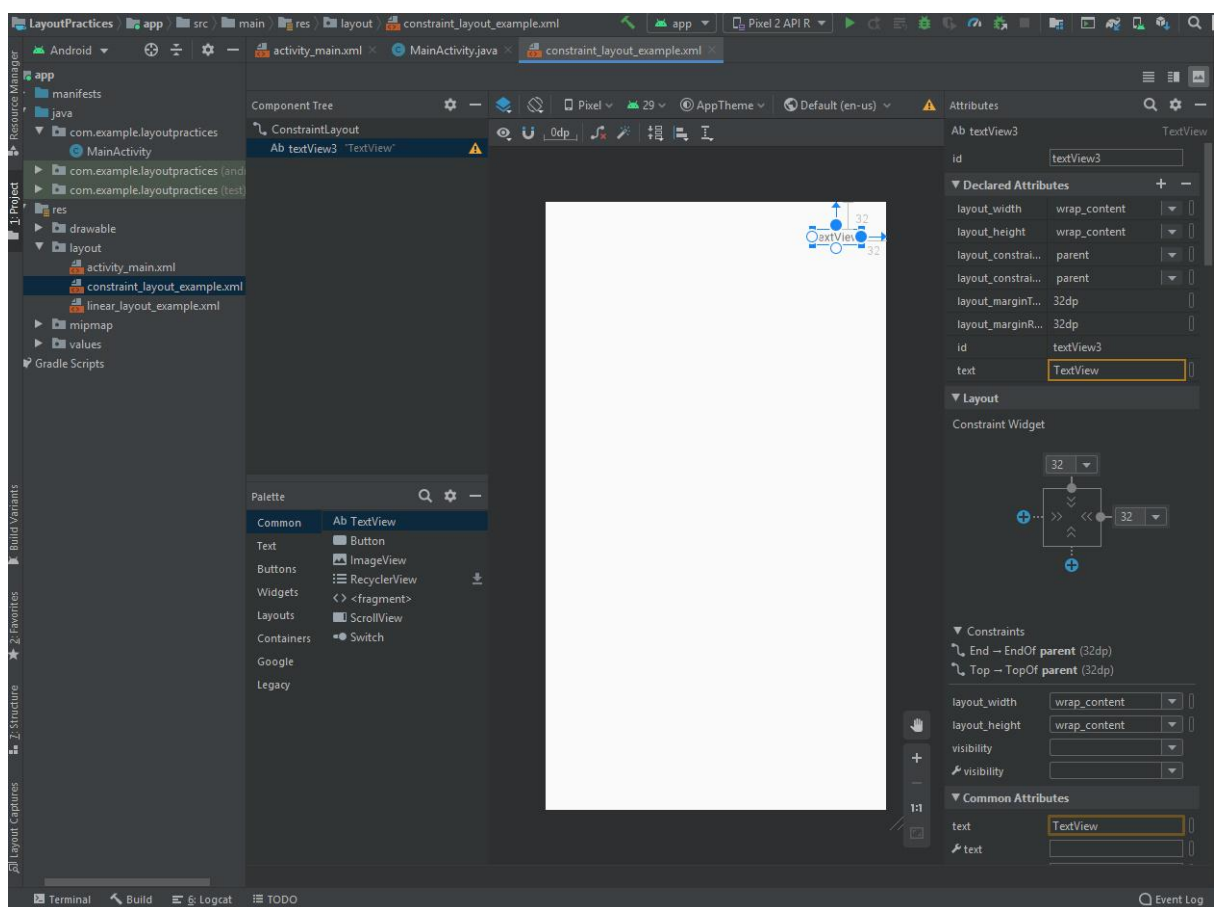 LayoutPractices app src main res layout constraint_layout_example.xml app Pixel 2 API R
Android activity_main.xml MainActivity.java constraint_layout_example.xml
Resource Manager
1: Project
Build Variants
2: Favorites
7: Structure
Layout Captures
app
manifests
java
com.example.layoutpractices
MainActivity
com.example.layoutpractices (andr
com.example.layoutpractices (test)
res
drawable
layout
activity_main.xml
constraint_layout_example.xml
linear_layout_example.xml
mipmap
values
Gradle Scripts
Component Tree
ConstraintLayout
Ab textView3 "TextView"
Palette
Common
Text
Buttons
Widgets
Layouts
Containers
Google
Legacy
Ab TextView
Button
ImageView
RecyclerView
<fragment>
ScrollView
Switch
Pixel 29 AppTheme Default (en-us)
0dp
32
TextView
32
1:1
Attributes
Ab textView3 TextView
id textView3
Declared Attributes
layout_width wrap_content
layout_height wrap_content
layout_constrai... parent
layout_constrai... parent
layout_marginT... 32dp
layout_marginR... 32dp
id textView3
text TextView
Layout
Constraint Widget
32
32
Constraints
End → EndOf parent (32dp)
Top → TopOf parent (32dp)
layout_width wrap_content
layout_height wrap_content
visibility
visibility
Common Attributes
text TextView
text
Terminal Build 6: Logcat TODO Event Log